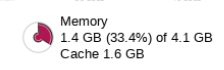 Memory
1.4 GB (33.4%) of 4.1 GB
Cache 1.6 GB